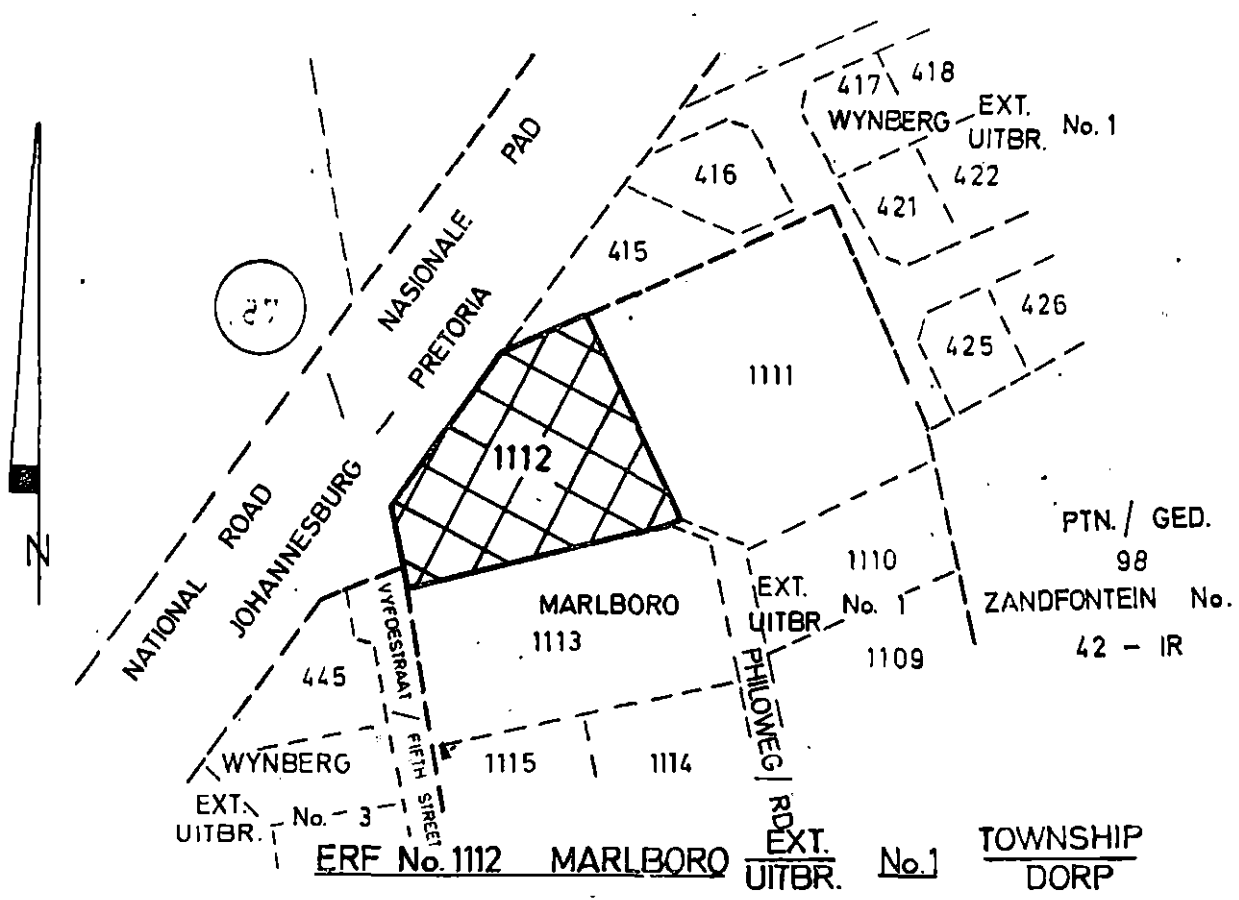 417 418
WYNBERG EXT. UITBR. No. 1
416
421 422
415
NASIONALE PAD
PRETORIA
426
425
1111
1112
NATIONAL ROAD
JOHANNESBURG
N
PTN. / GED.
98
ZANDFONTEIN No.
42 - IR
1110
EXT. UITBR. No. 1
MARLBORO
1113
1109
445
VYFDESTRAAT / FIFTH STREET
PHILOWEG / RD.
WYNBERG
1115 1114
EXT. UITBR. No. 3
ERF No. 1112 MARLBORO EXT. UITBR. No.1 TOWNSHIP DORP